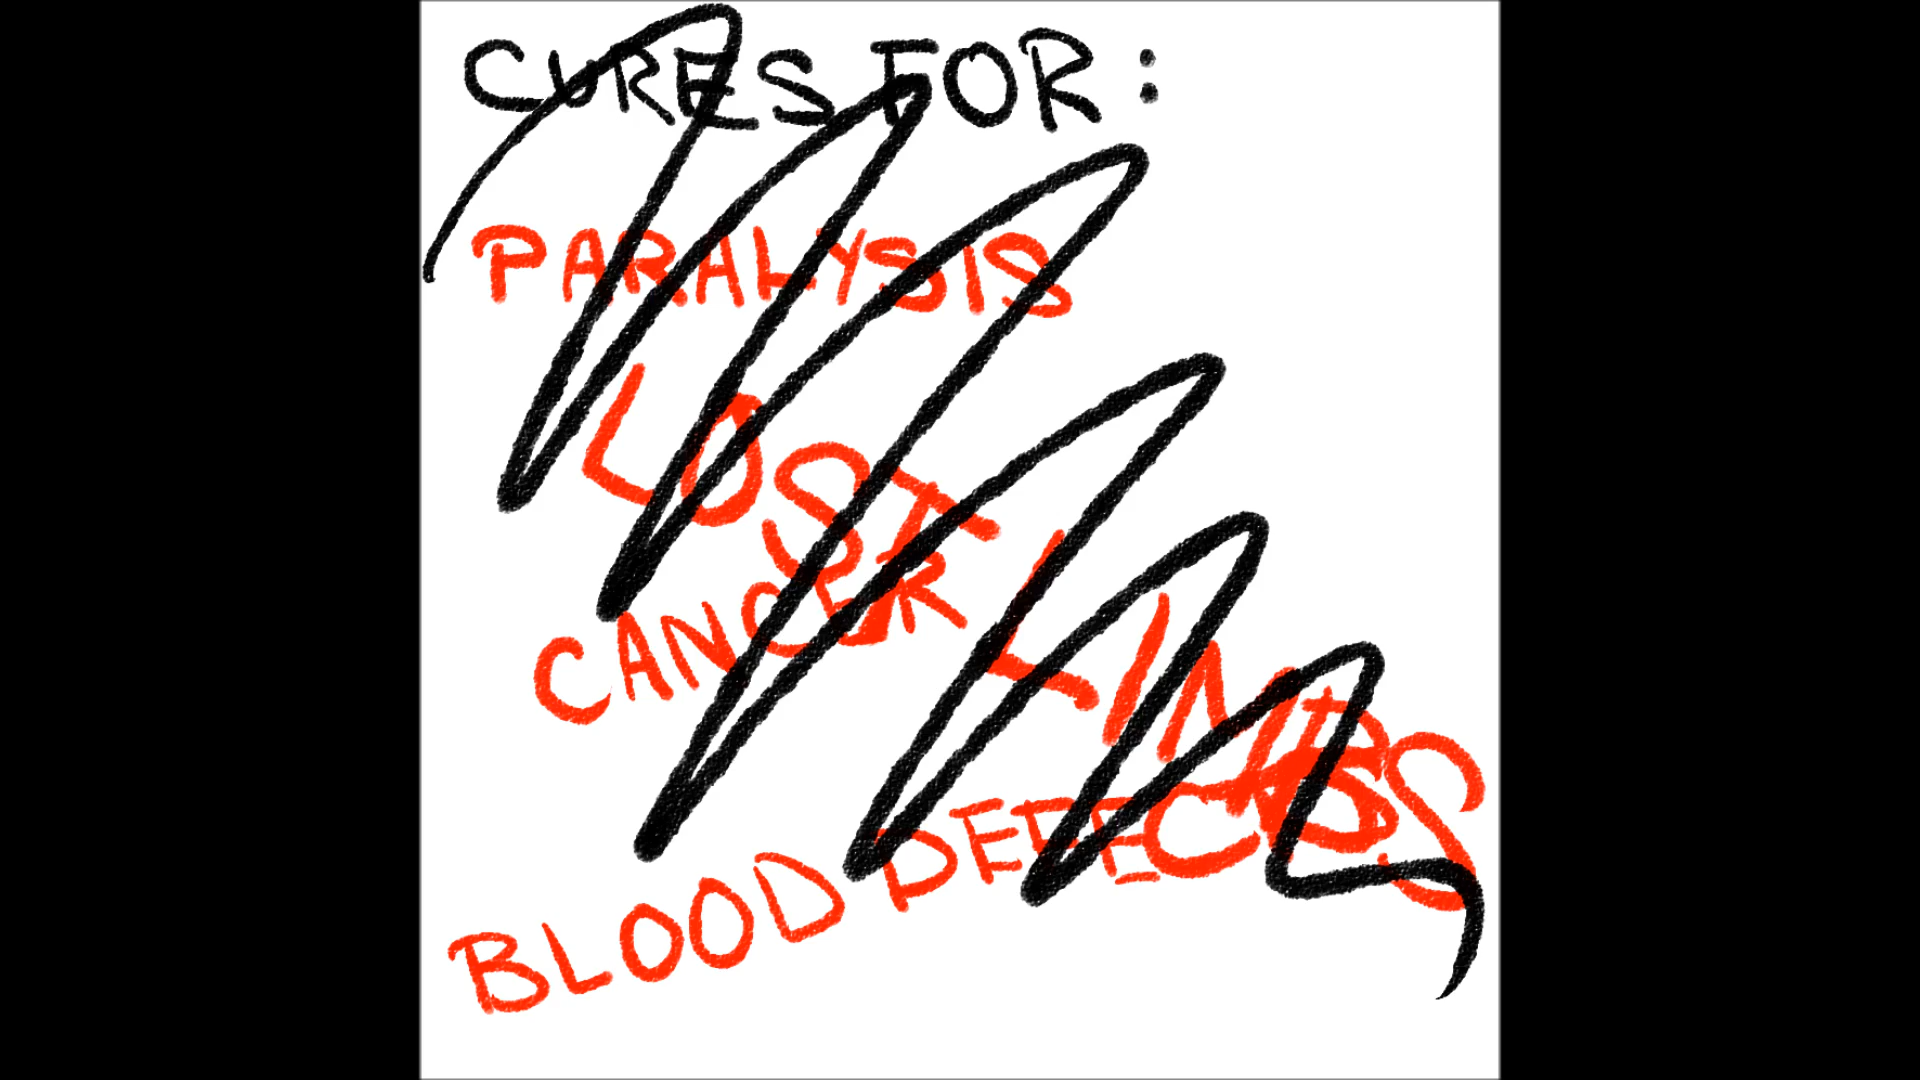 CURES FOR:
PARALYSIS
LOST LIMBS
CANCER
BLOOD DEFECTS